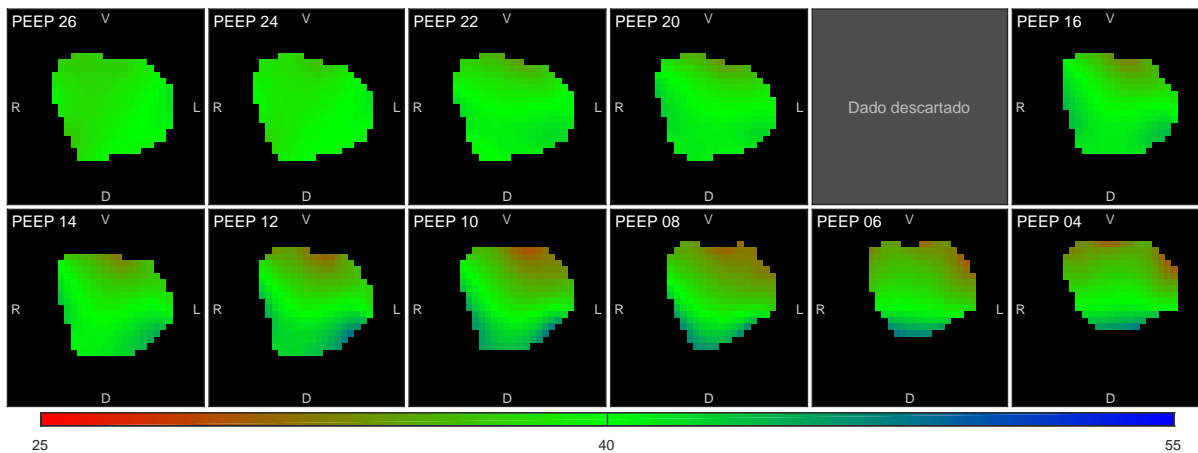 PEEP 26 V R L D
PEEP 24 V
D
PEEP 22 V
D
PEEP 20 V
D
Dado descartado
PEEP 16 V R L D
PEEP 14 V R L D
PEEP 12 V R L D
PEEP 10 V R L D
PEEP 08 V R L D
PEEP 06 V R L D
PEEP 04 V R L D
25 40 55